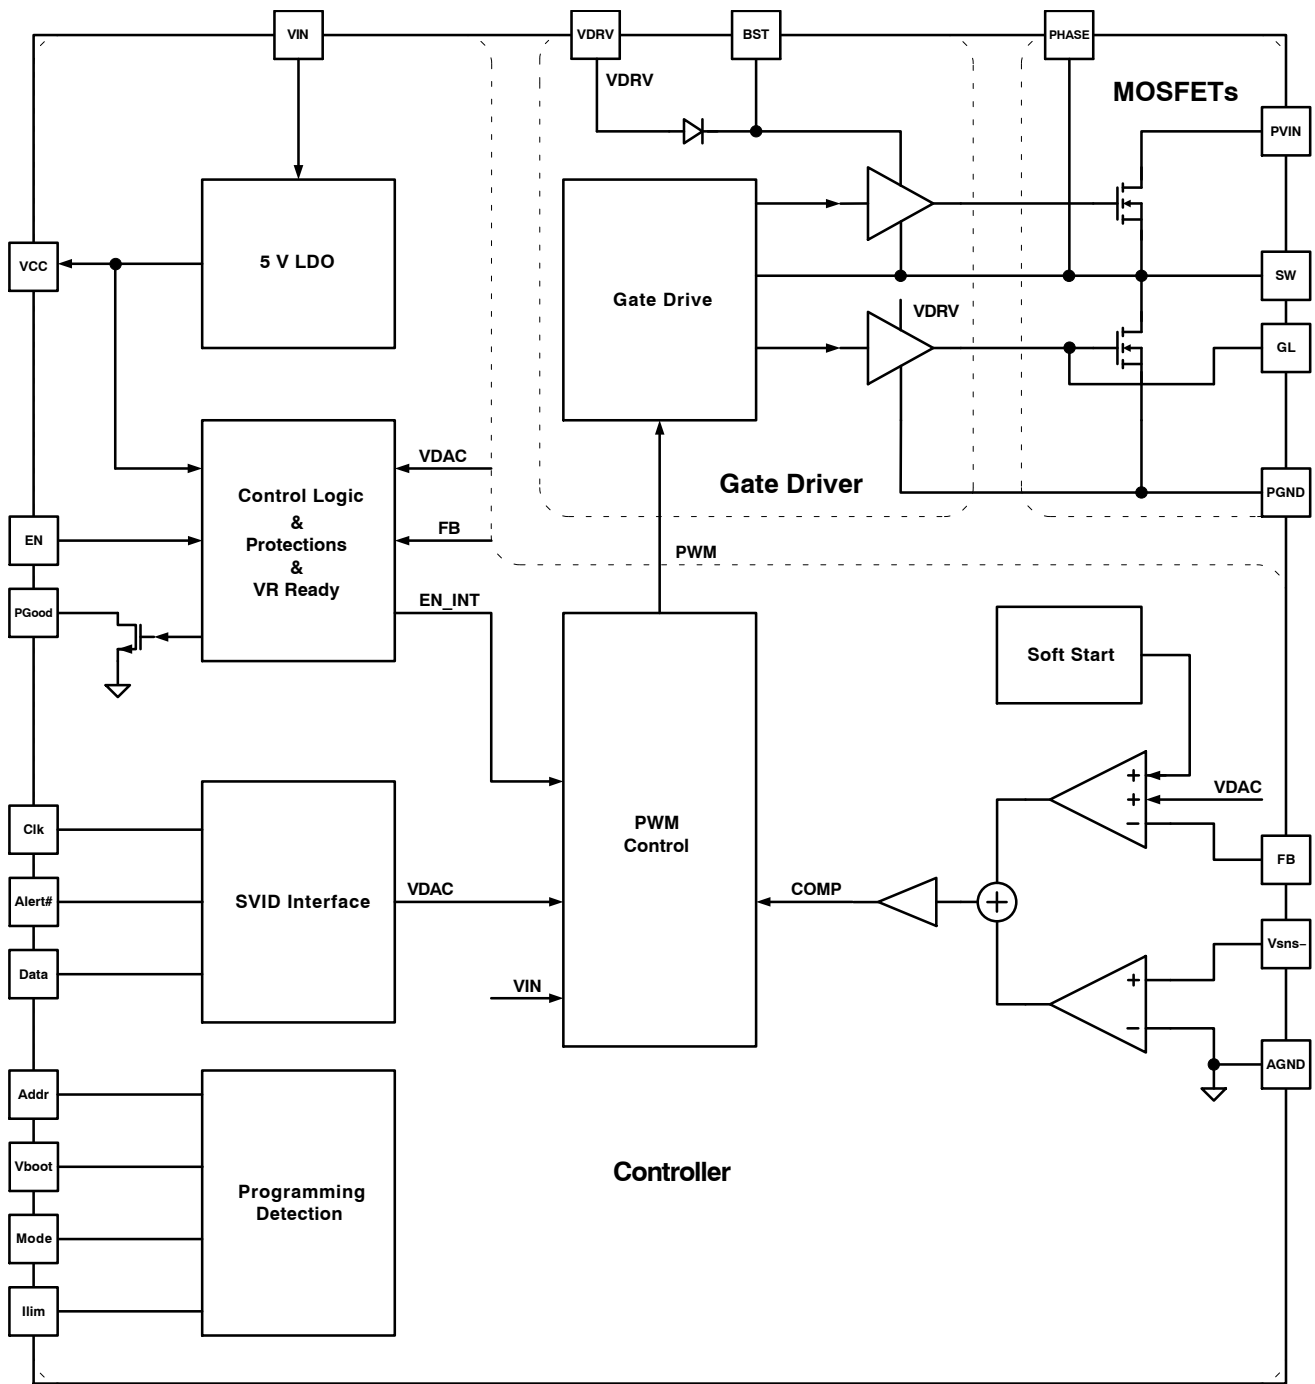 VIN
VDRV
BST
PHASE
VDRV
MOSFETs
PVIN
5 V LDO
VCC
Gate Drive
SW
VDRV
GL
Control Logic
&
Protections
&
VR Ready
VDAC
FB
EN_INT
Gate Driver
PGND
EN
PGood
PWM
Soft Start
Clk
Alert#
Data
SVID Interface
VDAC
VIN
PWM
Control
COMP
+
+
+
−
VDAC
FB
+
−
Vsns−
AGND
Addr
Vboot
Mode
Ilim
Programming
Detection
Controller